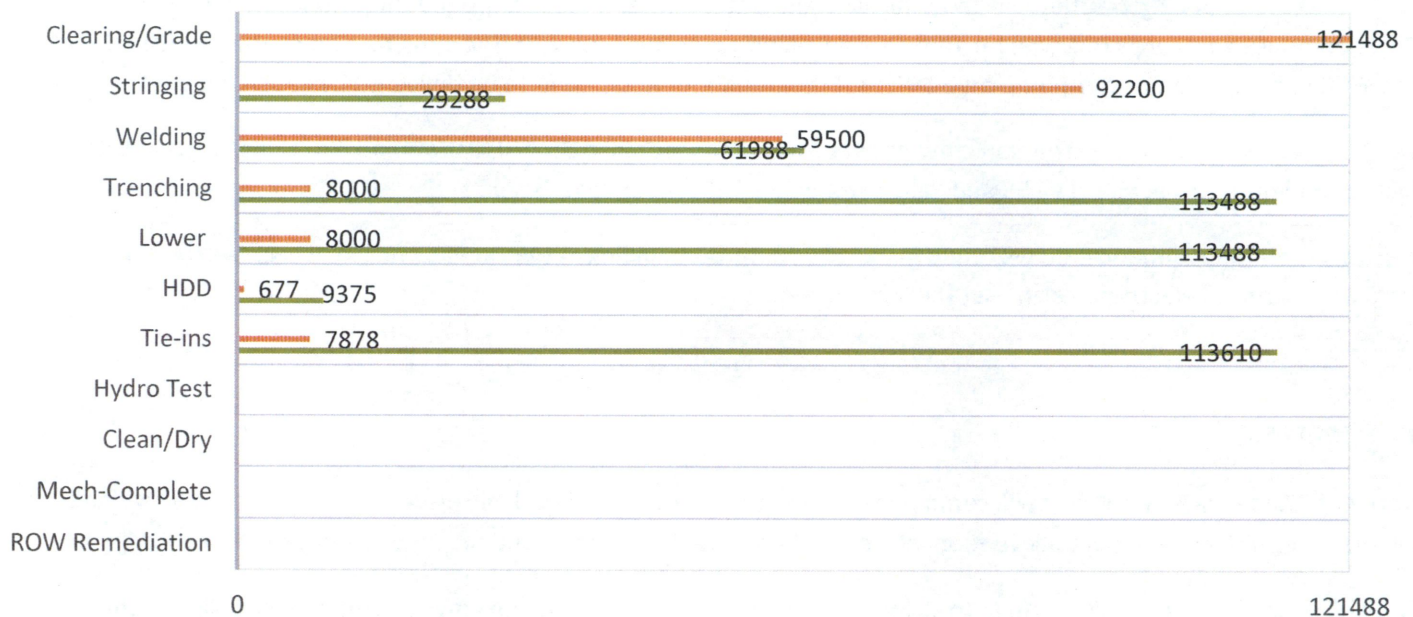 Clearing/Grade 121488
Stringing 92200
29288
Welding 59500
61988
Trenching 8000
113488
Lower 8000
113488
HDD 677 9375
Tie-ins 7878
113610
Hydro Test
Clean/Dry
Mech-Complete
ROW Remediation
0 121488